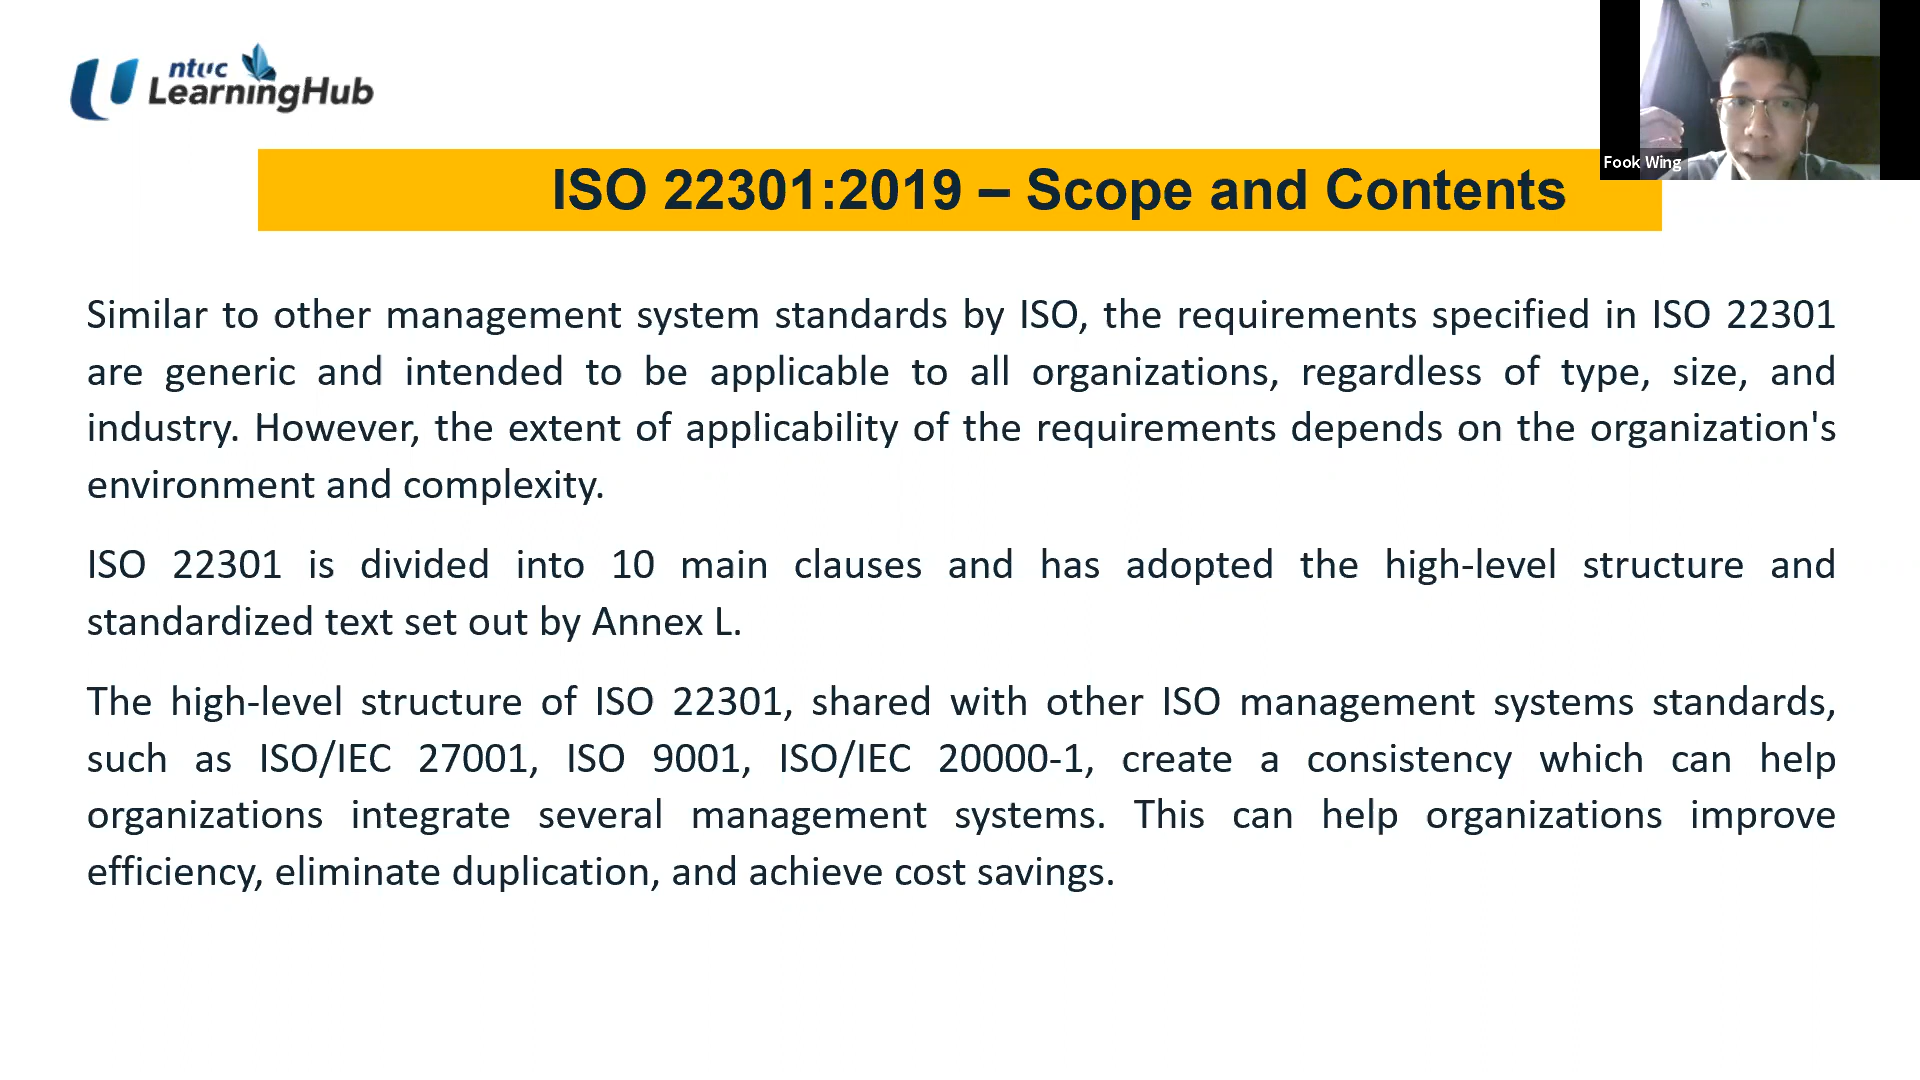 ntuc
LearningHub
Fook Wing
ISO 22301:2019 – Scope and Contents
Similar to other management system standards by ISO, the requirements specified in ISO 22301
are generic and intended to be applicable to all organizations, regardless of type, size, and
industry. However, the extent of applicability of the requirements depends on the organization's
environment and complexity.
ISO 22301 is divided into 10 main clauses and has adopted the high-level structure and
standardized text set out by Annex L.
The high-level structure of ISO 22301, shared with other ISO management systems standards,
such as ISO/IEC 27001, ISO 9001, ISO/IEC 20000-1, create a consistency which can help
organizations integrate several management systems. This can help organizations improve
efficiency, eliminate duplication, and achieve cost savings.